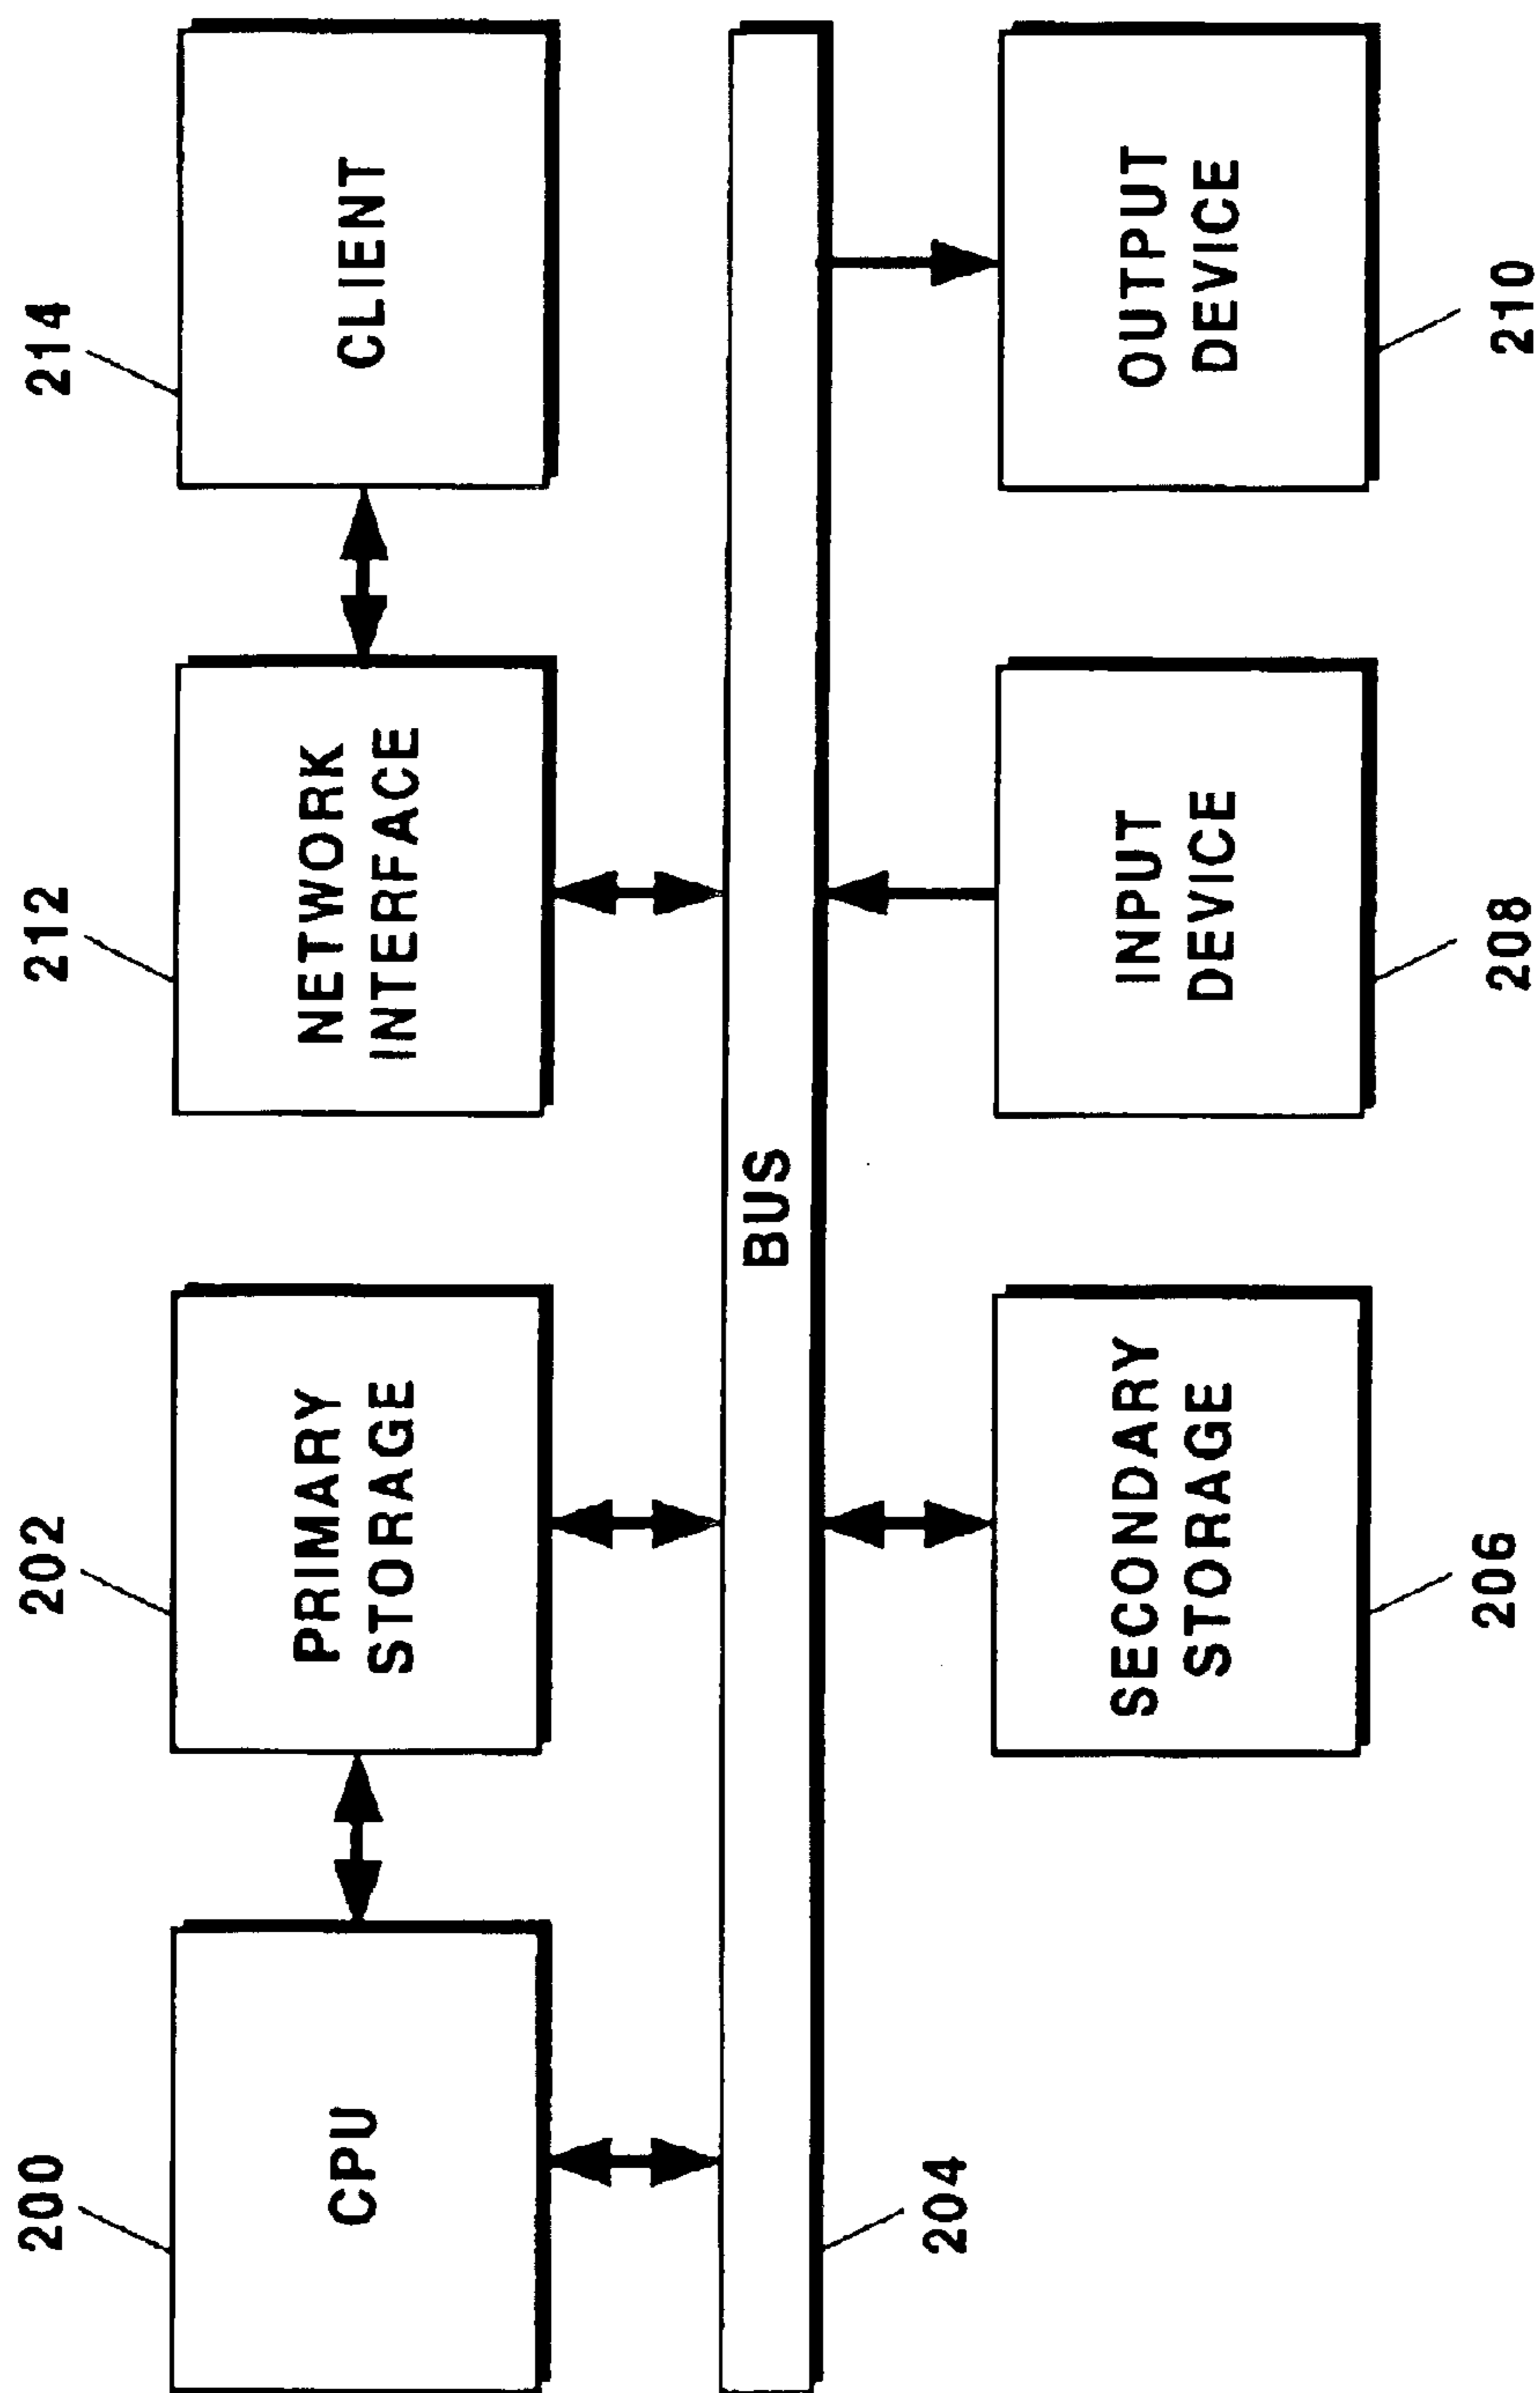 200
202
212
214
CPU
PRIMARY
STORAGE
NETWORK
INTERFACE
CLIENT
BUS
204
SECONDARY
STORAGE
INPUT
DEVICE
OUTPUT
DEVICE
206
208
210